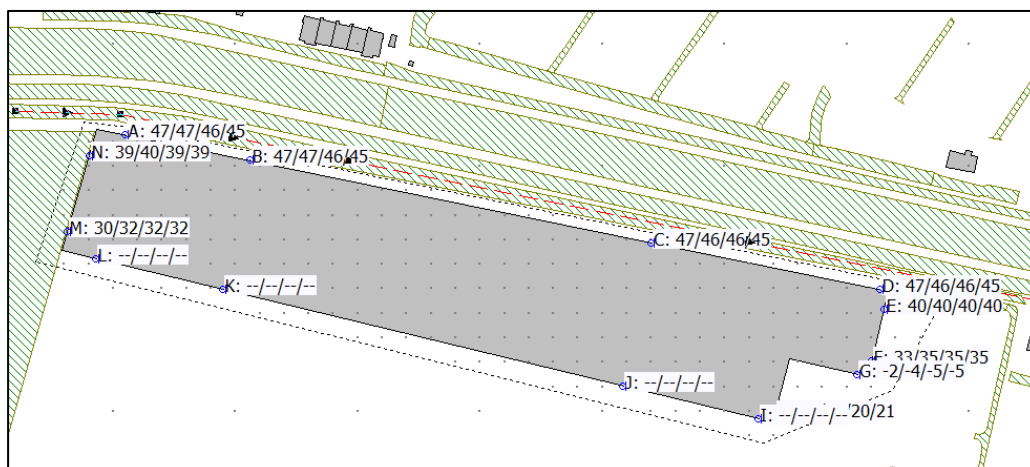 A: 47/47/46/45
N: 39/40/39/39
B: 47/47/46/45
M: 30/32/32/32
C: 47/46/46/45
L: --/--/--/--
K: --/--/--/--
D: 47/46/46/45
E: 40/40/40/40
F: 33/35/35/35
G: -2/-4/-5/-5
J: --/--/--/--
I: --/--/--/--
20/21